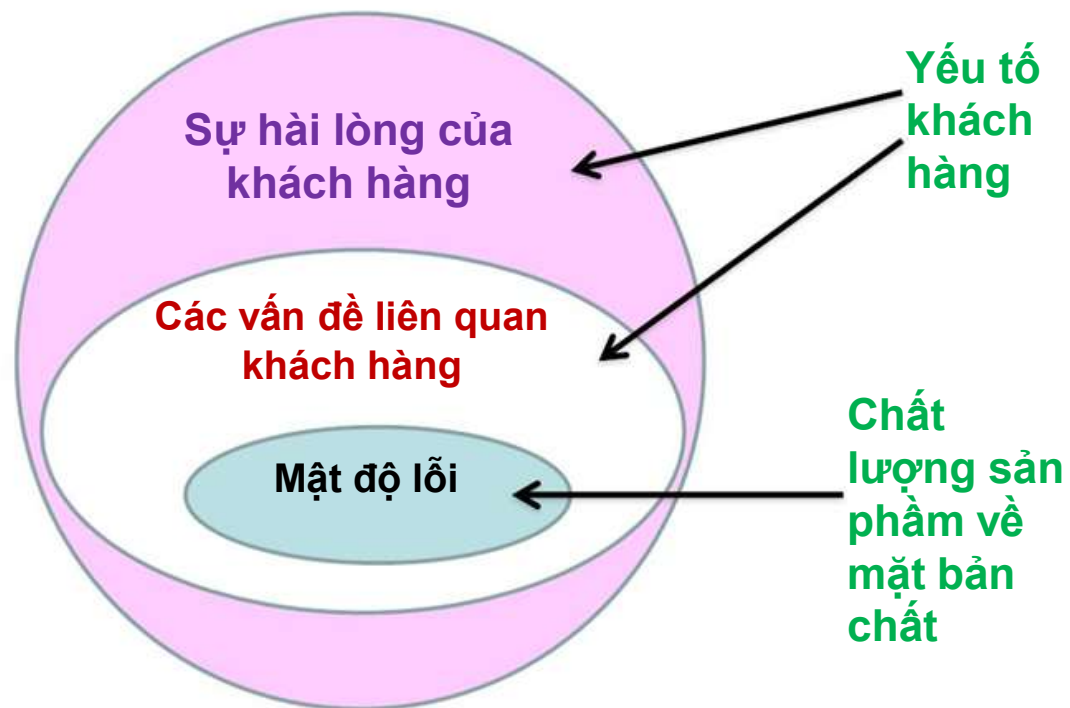 Sự hài lòng của
khách hàng
Các vấn đề liên quan
khách hàng
Mật độ lỗi
Yếu tố
khách
hàng
Chất
lượng sản
phầm về
mặt bản
chất